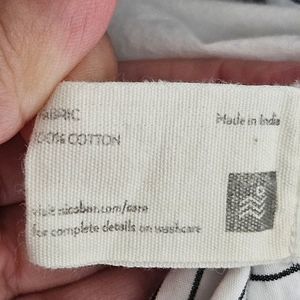 FABRIC
100% COTTON
Made in India
visit nicobar.com/care
for complete details on washcare